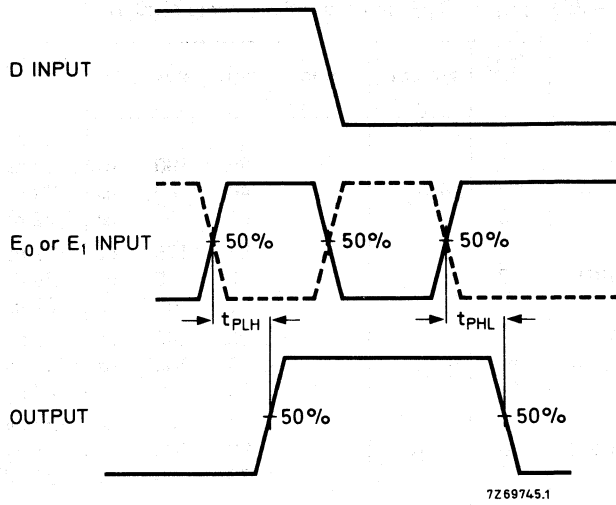 D INPUT
E₀ or E₁ INPUT
50%
50%
50%
tPLH
tPHL
OUTPUT
50%
50%
7Z69745.1